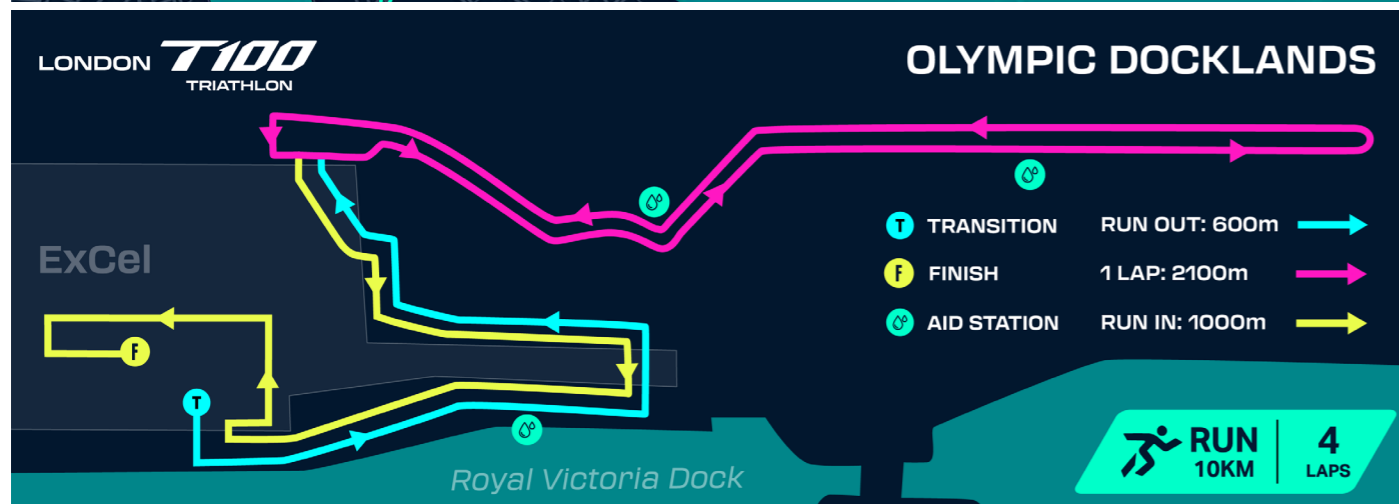 LONDON T100
TRIATHLON
OLYMPIC DOCKLANDS
ExCel
T TRANSITION
RUN OUT: 600m
F FINISH
1 LAP: 2100m
AID STATION
RUN IN: 1000m
F
T
Royal Victoria Dock
RUN
10KM
4
LAPS